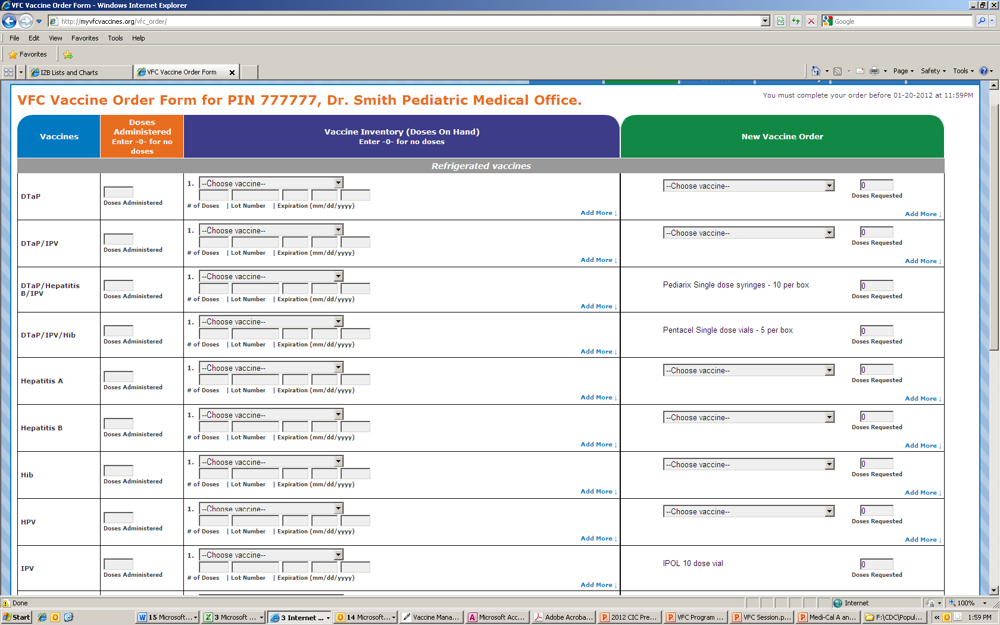 VFC Vaccine Order Form - Windows Internet Explorer
http://myvfcvaccines.org/vfc_order/
Google
File Edit View Favorites Tools Help
Favorites
IZB Lists and Charts
VFC Vaccine Order Form
Page Safety Tools
VFC Vaccine Order Form for PIN 777777, Dr. Smith Pediatric Medical Office.
You must complete your order before 01-20-2012 at 11:59PM
Vaccines
Doses Administered Enter -0- for no doses
Vaccine Inventory (Doses On Hand)
Enter -0- for no doses
New Vaccine Order
Refrigerated vaccines
DTaP
Doses Administered
1. --Choose vaccine--
# of Doses | Lot Number | Expiration (mm/dd/yyyy)
Add More ↓
--Choose vaccine-- 0
Doses Requested
Add More ↓
DTaP/IPV
Doses Administered
1. --Choose vaccine--
# of Doses | Lot Number | Expiration (mm/dd/yyyy)
Add More ↓
--Choose vaccine-- 0
Doses Requested
Add More ↓
DTaP/Hepatitis
B/IPV
Doses Administered
1. --Choose vaccine--
# of Doses | Lot Number | Expiration (mm/dd/yyyy)
Add More ↓
Pediarix Single dose syringes - 10 per box 0
Doses Requested
DTaP/IPV/Hib
Doses Administered
1. --Choose vaccine--
# of Doses | Lot Number | Expiration (mm/dd/yyyy)
Add More ↓
Pentacel Single dose vials - 5 per box 0
Doses Requested
Hepatitis A
Doses Administered
1. --Choose vaccine--
# of Doses | Lot Number | Expiration (mm/dd/yyyy)
Add More ↓
--Choose vaccine-- 0
Doses Requested
Add More ↓
Hepatitis B
Doses Administered
1. --Choose vaccine--
# of Doses | Lot Number | Expiration (mm/dd/yyyy)
Add More ↓
--Choose vaccine-- 0
Doses Requested
Add More ↓
Hib
Doses Administered
1. --Choose vaccine--
# of Doses | Lot Number | Expiration (mm/dd/yyyy)
Add More ↓
--Choose vaccine-- 0
Doses Requested
Add More ↓
HPV
Doses Administered
1. --Choose vaccine--
# of Doses | Lot Number | Expiration (mm/dd/yyyy)
Add More ↓
--Choose vaccine-- 0
Doses Requested
Add More ↓
IPV
Doses Administered
1. --Choose vaccine--
# of Doses | Lot Number | Expiration (mm/dd/yyyy)
Add More ↓
IPOL 10 dose vial 0
Doses Requested
Done
Internet
100%
Start
15 Microsoft...
3 Microsoft ...
3 Internet ...
14 Microsoft...
Vaccine Mana...
Microsoft Acc...
Adobe Acroba...
2012 CIC Pre...
VFC Program ...
VFC Session.p...
Medi-Cal A an...
F:\CDC\Popul...
1:59 PM